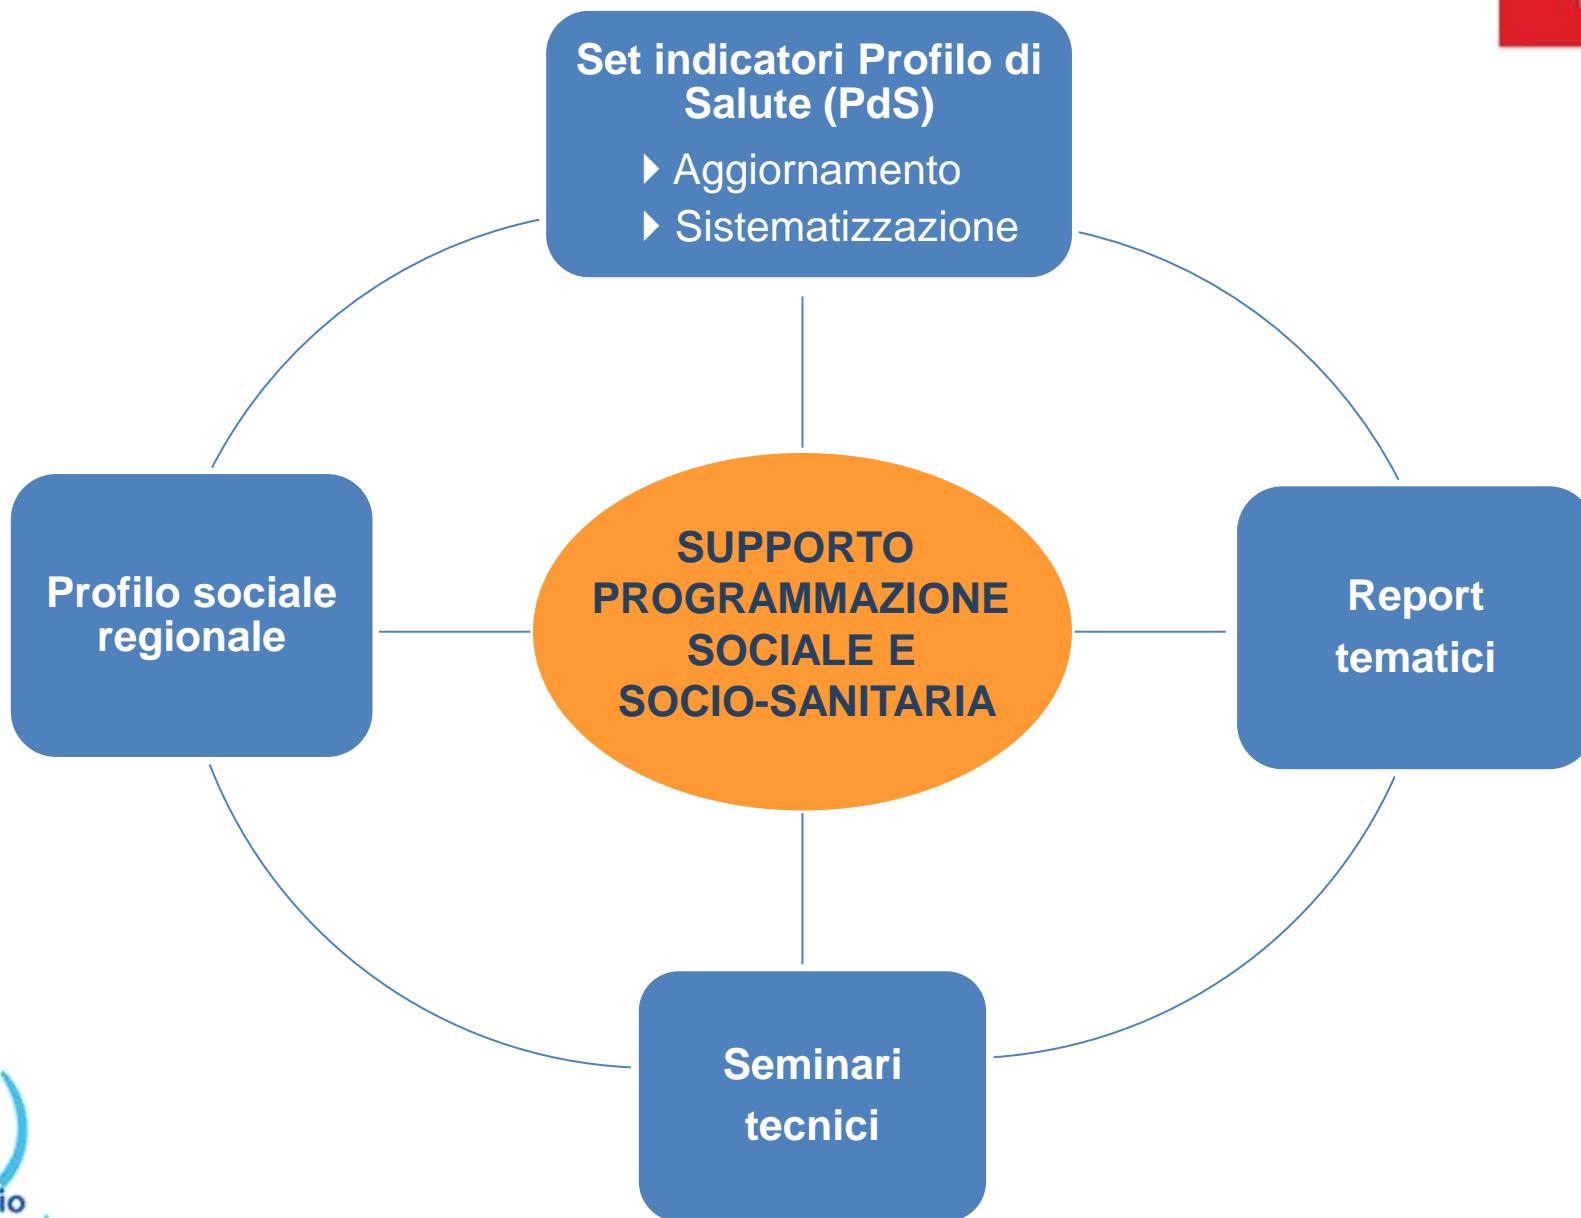 Set indicatori Profilo di
Salute (PdS)
Aggiornamento
Sistematizzazione
Profilo sociale
regionale
SUPPORTO
PROGRAMMAZIONE
SOCIALE E
SOCIO-SANITARIA
Report
tematici
Seminari
tecnici
io